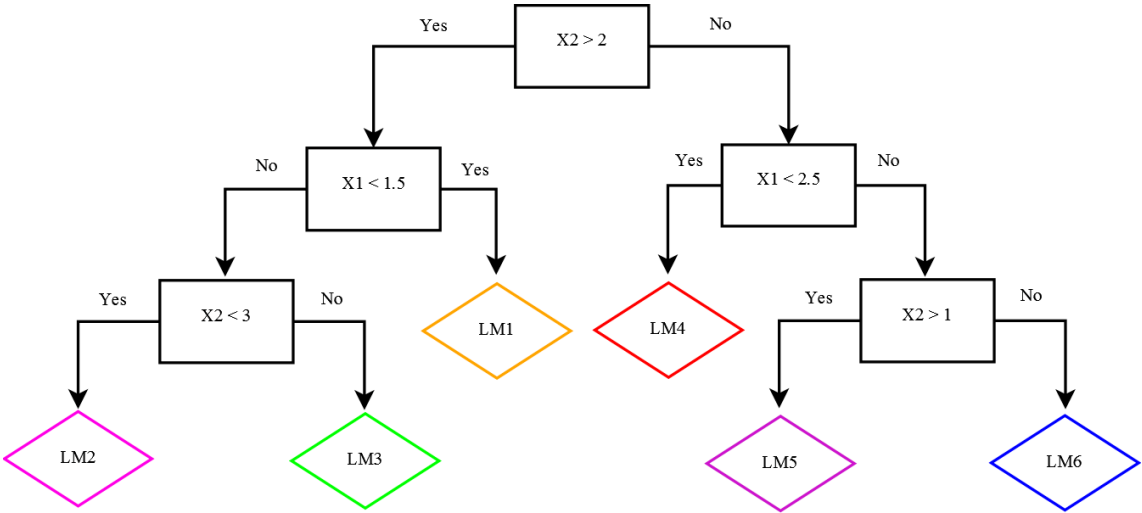 Yes
X2 > 2
No
No
X1 < 1.5
Yes
Yes
X1 < 2.5
No
Yes
X2 < 3
No
LM1
LM4
Yes
X2 > 1
No
LM2
LM3
LM5
LM6